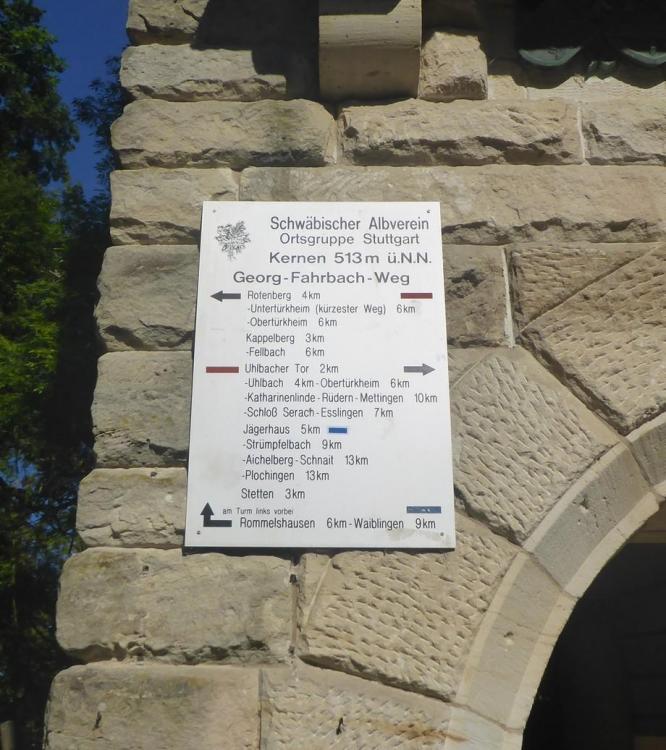 Schwäbischer Albverein
Ortsgruppe Stuttgart
Kernen 513m ü.N.N.
Georg-Fahrbach-Weg
Rotenberg 4km
-Untertürkheim (kürzester Weg) 6km
-Obertürkheim 6km
Kappelberg 3km
-Fellbach 6km
Uhlbacher Tor 2km
-Uhlbach 4km-Obertürkheim 6km
-Katharinenlinde-Rüdern-Mettingen 10km
-Schloß Serach-Esslingen 7km
Jägerhaus 5km
-Strümpfelbach 9km
-Aichelberg-Schnait 13km
-Plochingen 13km
Stetten 3km
am Turm links vorbei
Rommelshausen 6km-Waiblingen 9km